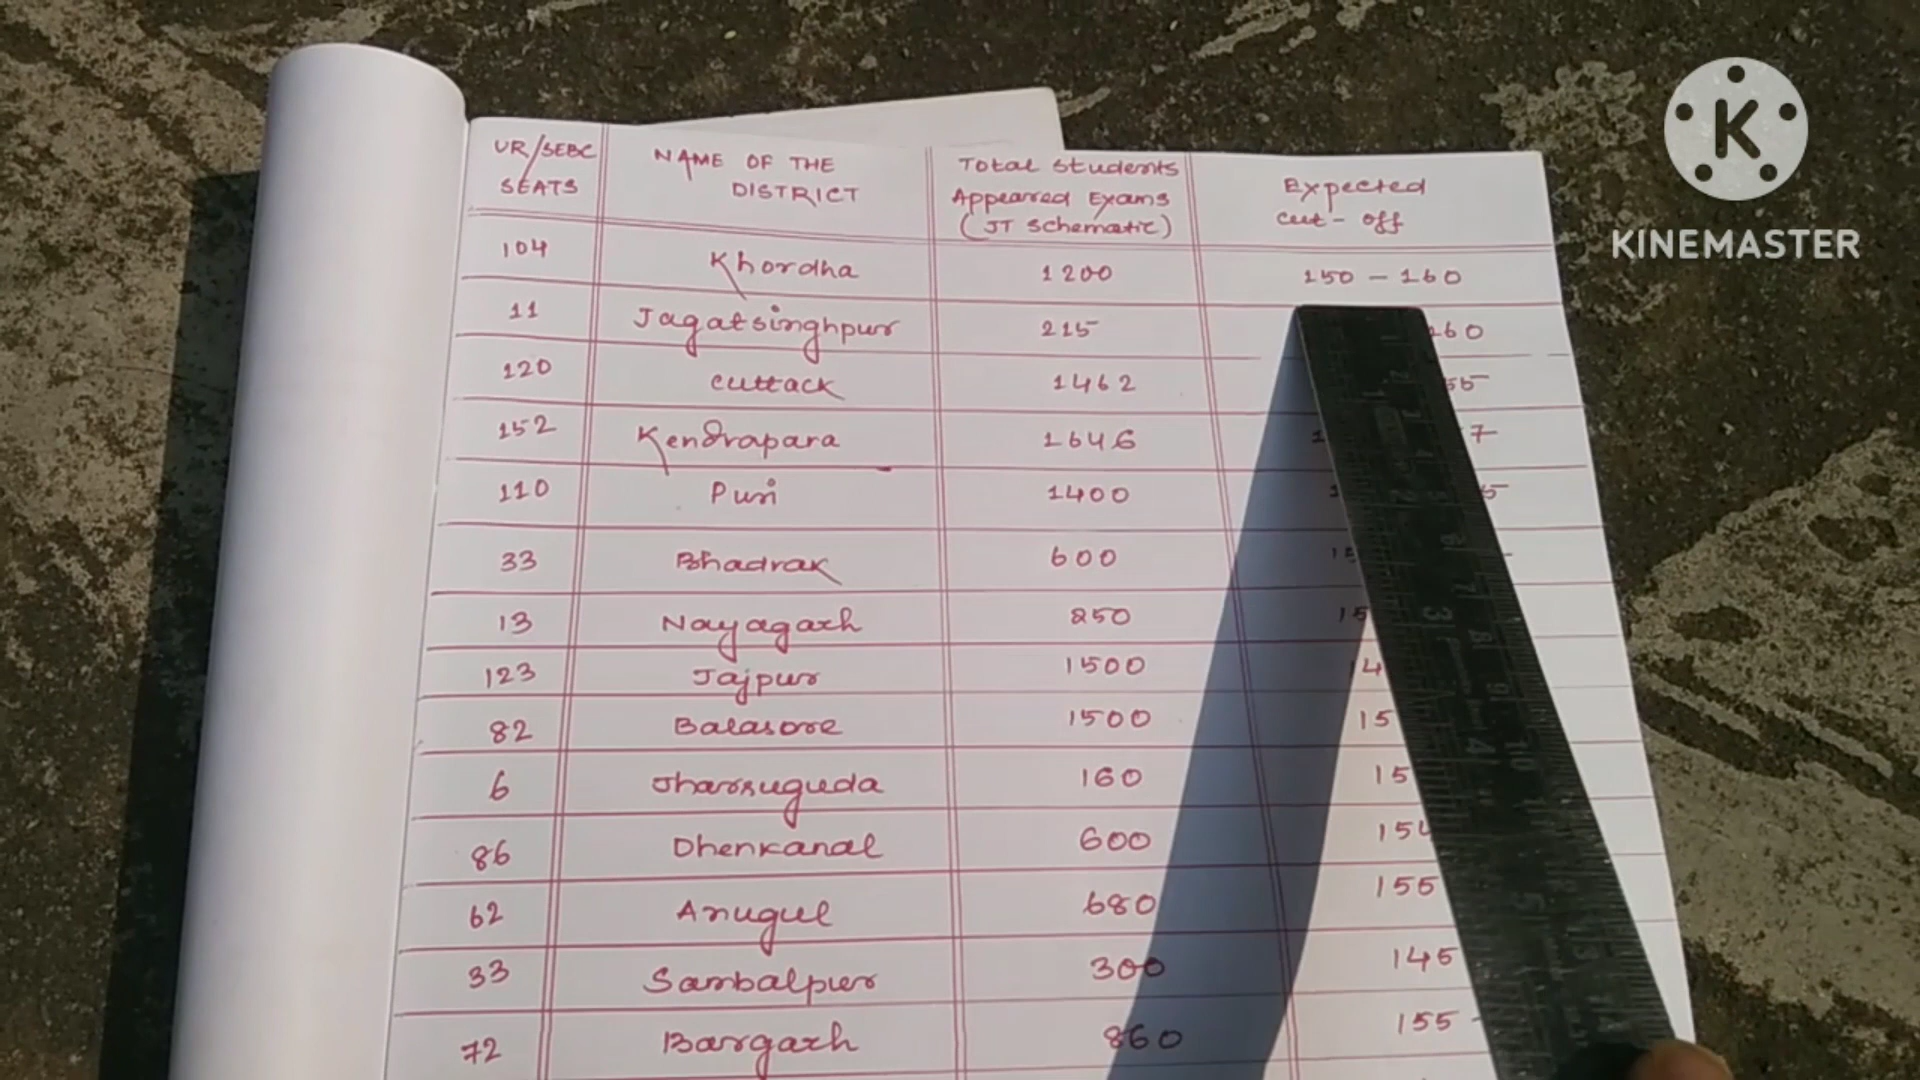 UR/SEBC SEATS NAME OF THE DISTRICT Total Students Appeared Exams (JT Schematic) Expected cut-off
104 Khordha 1200 150 - 160
11 Jagatsinghpur 215 160
120 cuttack 1462
152 Kendrapara 1646
110 Puri 1400
33 Bhadrak 600
13 Nayagarh 250
123 Jajpur 1500
82 Balasore 1500
6 Jharsuguda 160
86 Dhenkanal 600
62 Anugul 680 155
33 Sambalpur 300 145
72 Bargarh 860 155 -
K
KINEMASTER